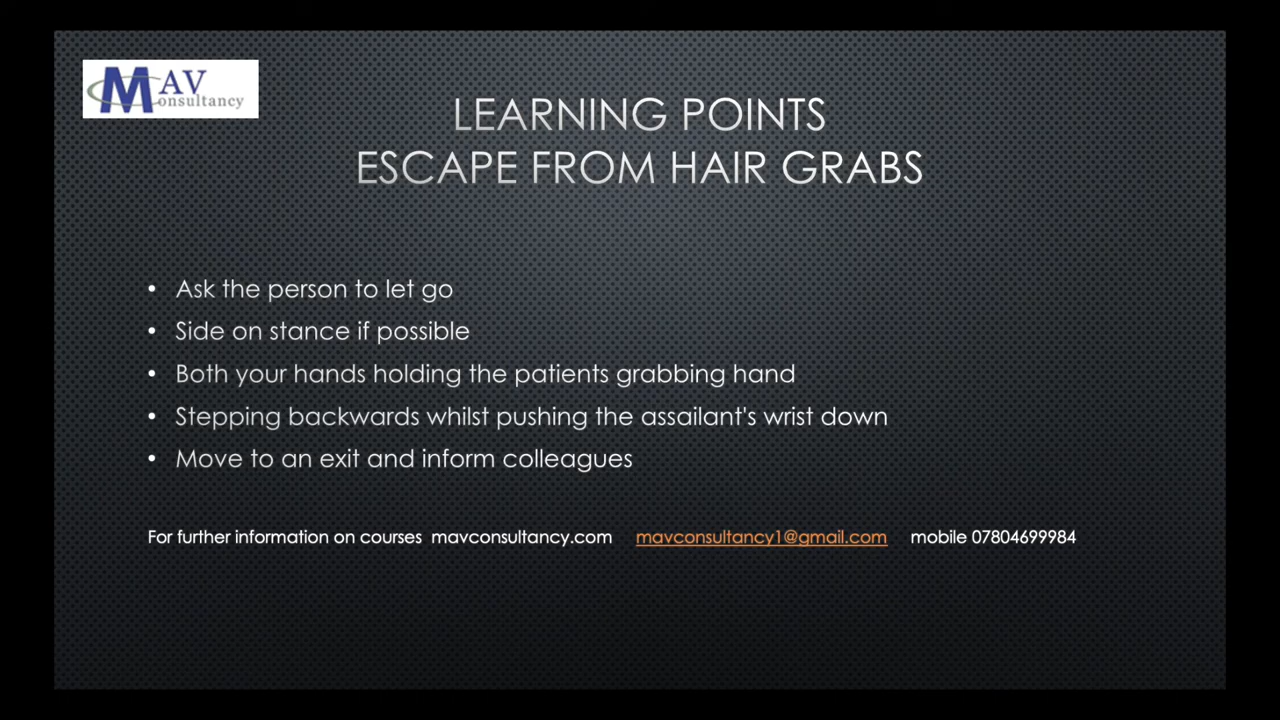 MAV
Consultancy
LEARNING POINTS
ESCAPE FROM HAIR GRABS
• Ask the person to let go
• Side on stance if possible
• Both your hands holding the patients grabbing hand
• Stepping backwards whilst pushing the assailant's wrist down
• Move to an exit and inform colleagues
For further information on courses mavconsultancy.com mavconsultancy1@gmail.com mobile 07804699984